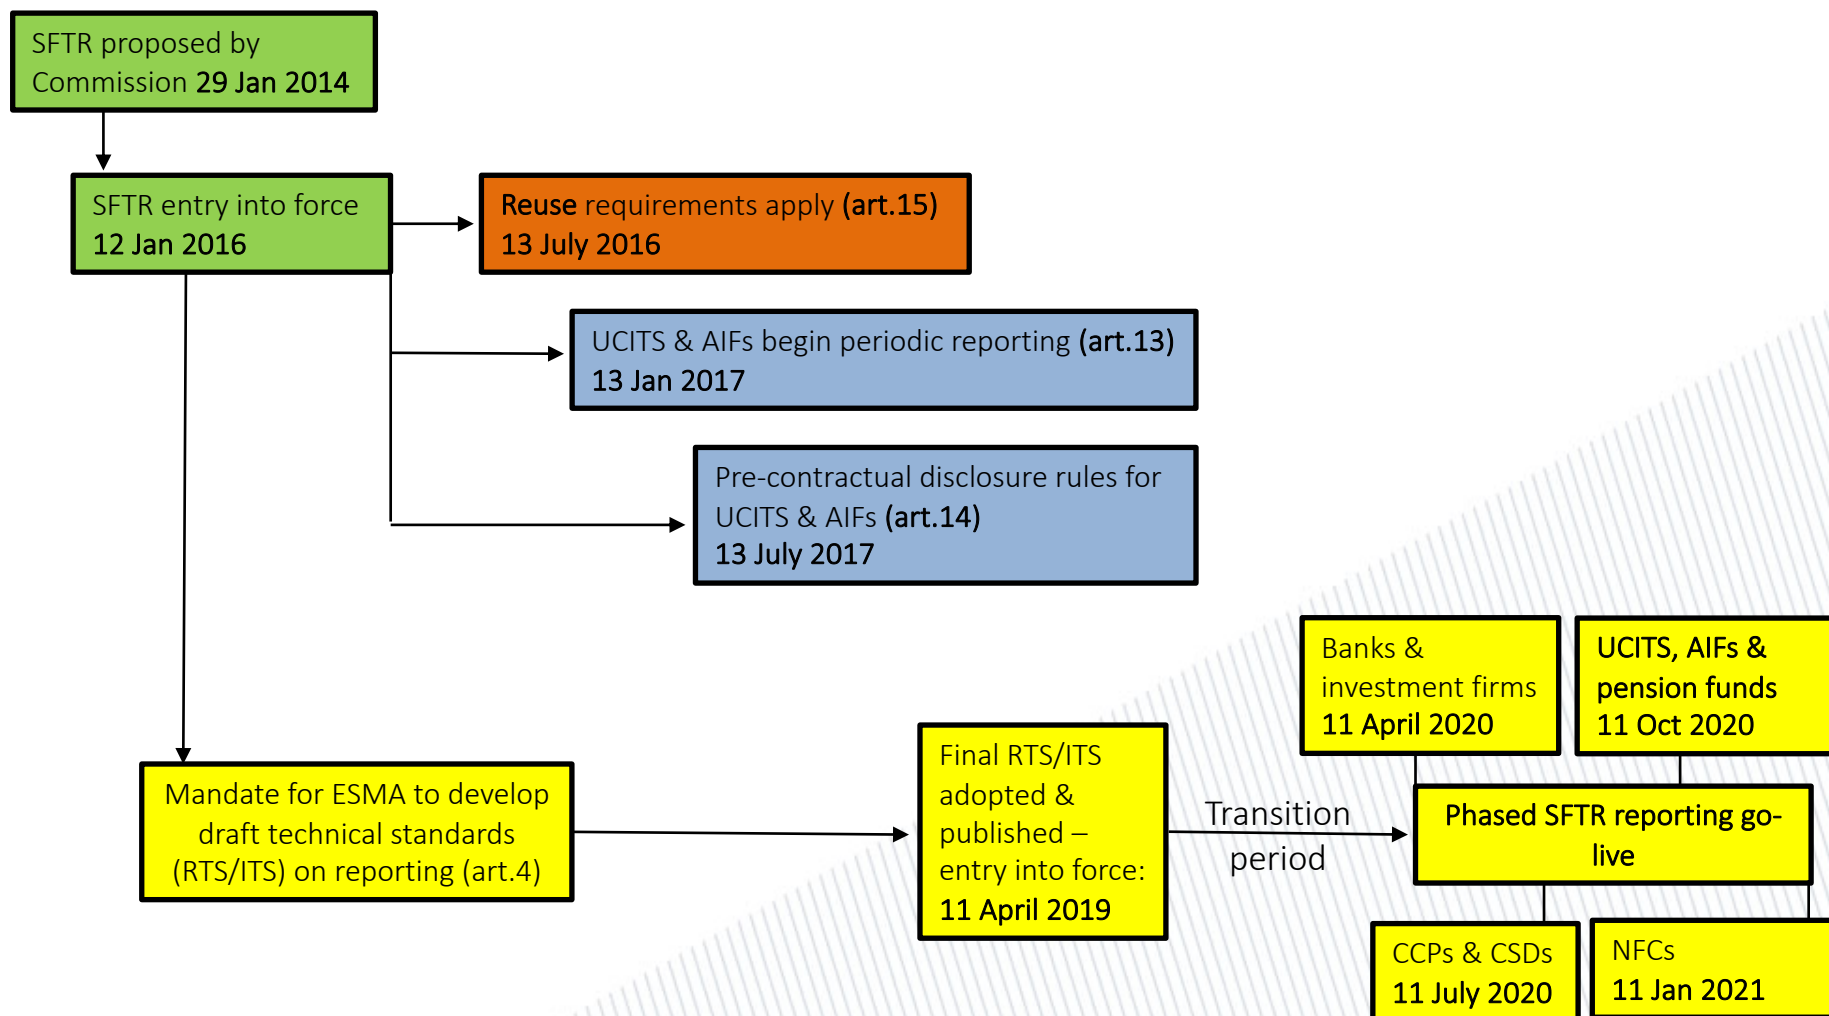 SFTR proposed by
Commission 29 Jan 2014
SFTR entry into force
12 Jan 2016
Reuse requirements apply (art.15)
13 July 2016
UCITS & AIFs begin periodic reporting (art.13)
13 Jan 2017
Pre-contractual disclosure rules for
UCITS & AIFs (art.14)
13 July 2017
Mandate for ESMA to develop
draft technical standards
(RTS/ITS) on reporting (art.4)
Final RTS/ITS
adopted &
published –
entry into force:
11 April 2019
Transition
period
Banks &
investment firms
11 April 2020
UCITS, AIFs &
pension funds
11 Oct 2020
Phased SFTR reporting go-
live
CCPs & CSDs
11 July 2020
NFCs
11 Jan 2021